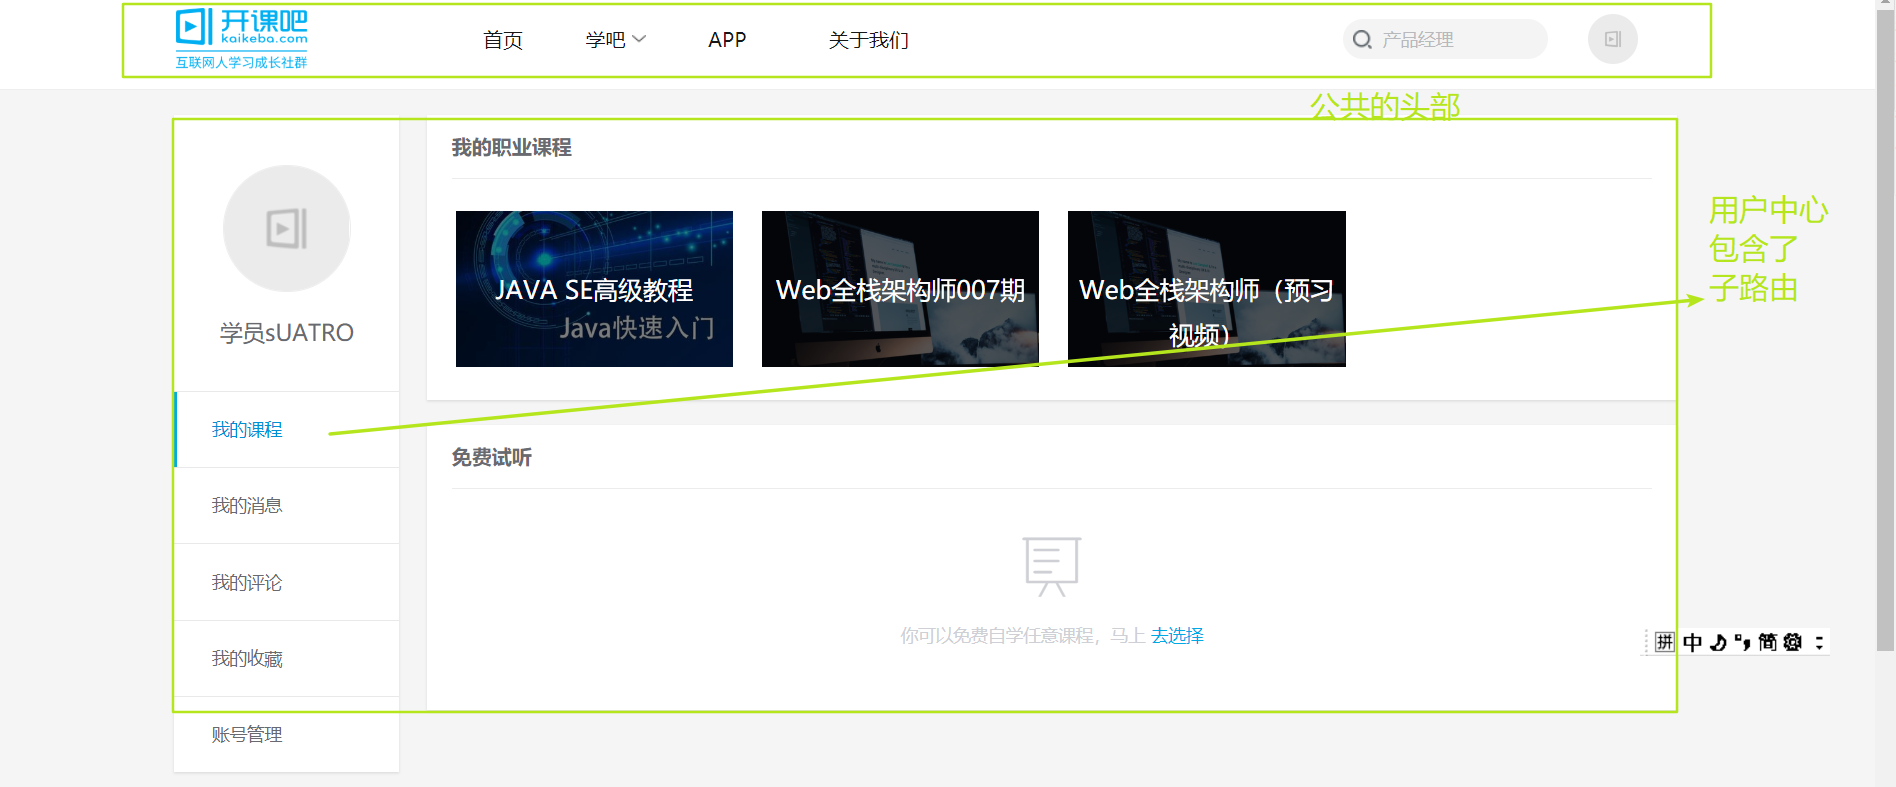 开课吧
kaikeba.com
互联网人学习成长社群
首页
学吧
APP
关于我们
产品经理
公共的头部
我的职业课程
JAVA SE高级教程
Java快速入门
Web全栈架构师007期
Web全栈架构师（预习
视频）
用户中心
包含了
子路由
学员sUATRO
我的课程
我的消息
我的评论
我的收藏
账号管理
免费试听
你可以免费自学任意课程，马上 去选择
拼 中 简